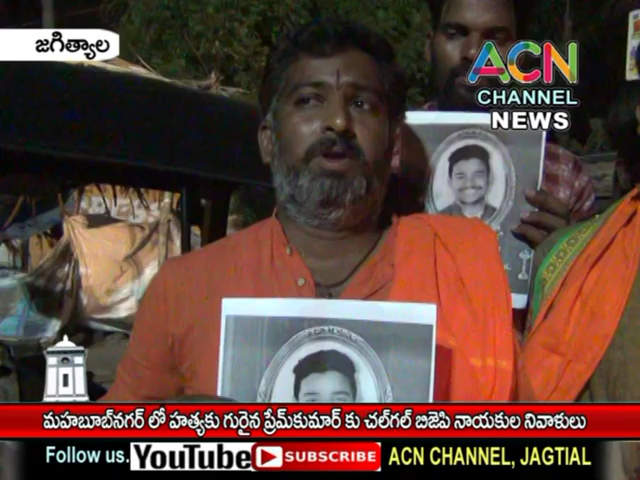 జగిత్యాల
ACN
CHANNEL
NEWS
మహబూబ్‌నగర్ లో హత్యకు గురైన ప్రేమ్‌కుమార్ కు చల్‌గల్ బిజెపి నాయకుల నివాళులు
Follow us. YouTube SUBSCRIBE ACN CHANNEL, JAGTIAL